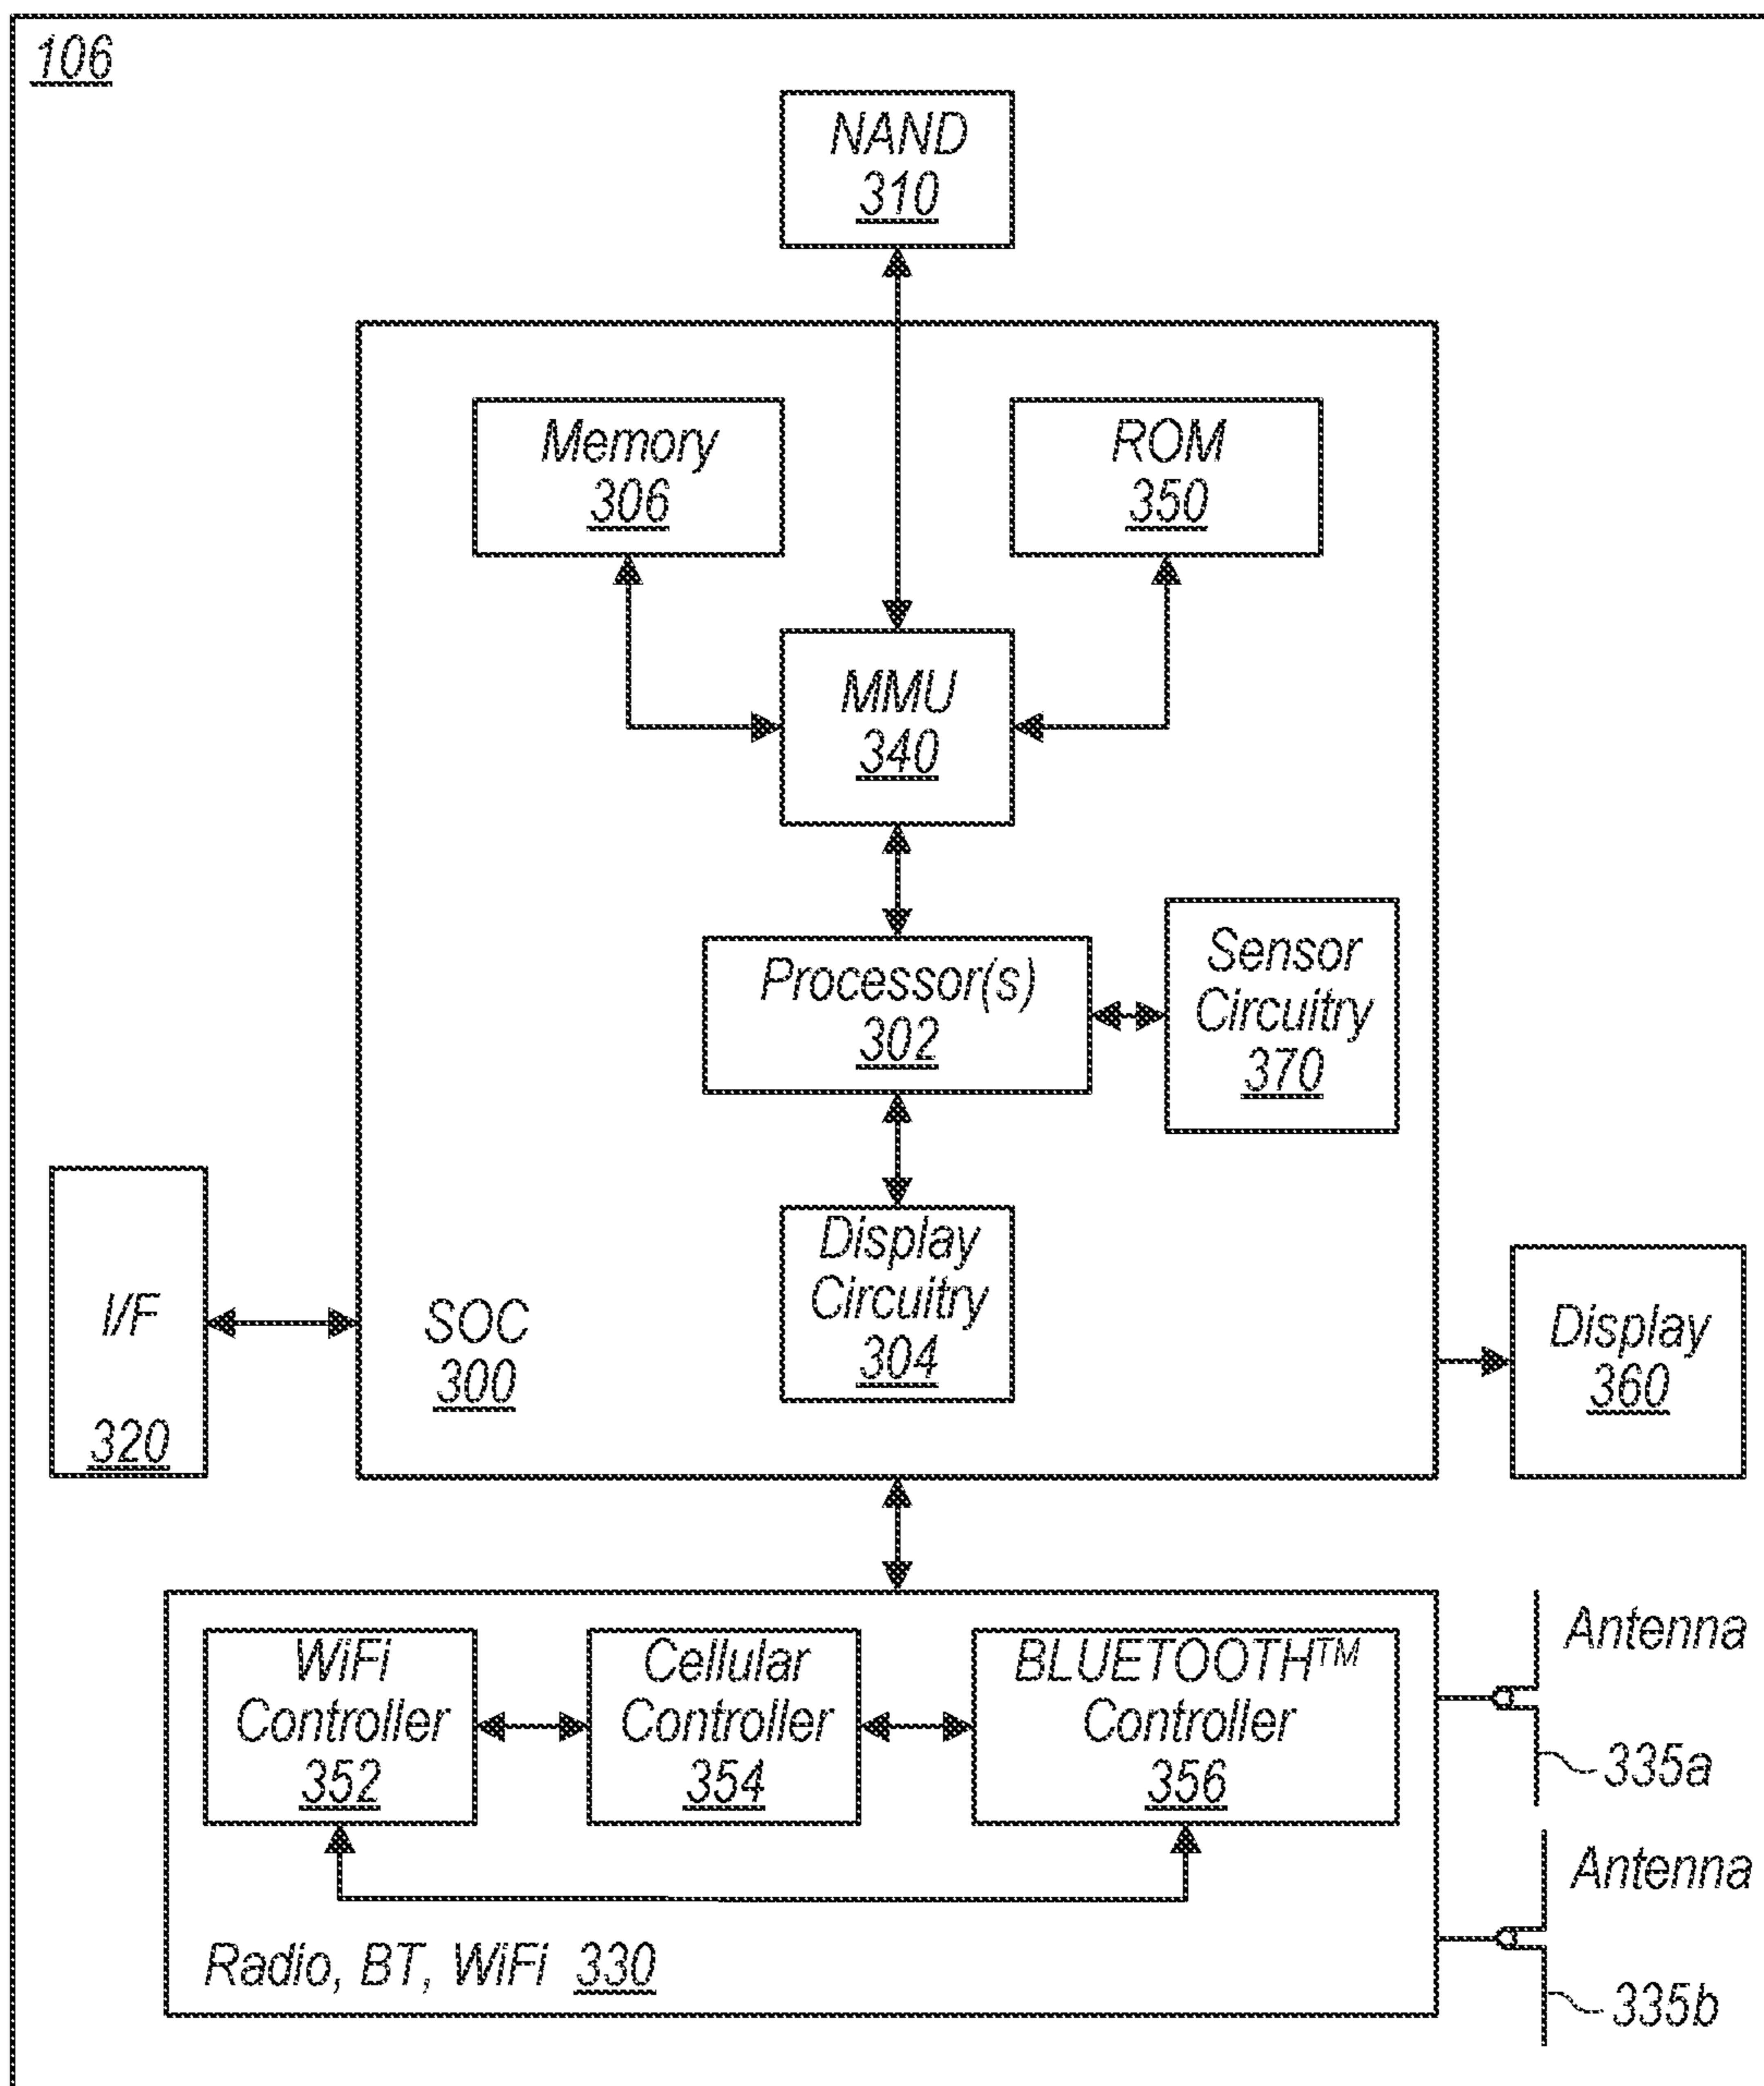 106
NAND
310
Memory
306
ROM
350
MMU
340
Processor(s)
302
Sensor
Circuitry
370
Display
Circuitry
304
SOC
300
I/F
320
Display
360
WiFi
Controller
352
Cellular
Controller
354
BLUETOOTH™
Controller
356
Radio, BT, WiFi 330
Antenna
335a
Antenna
335b